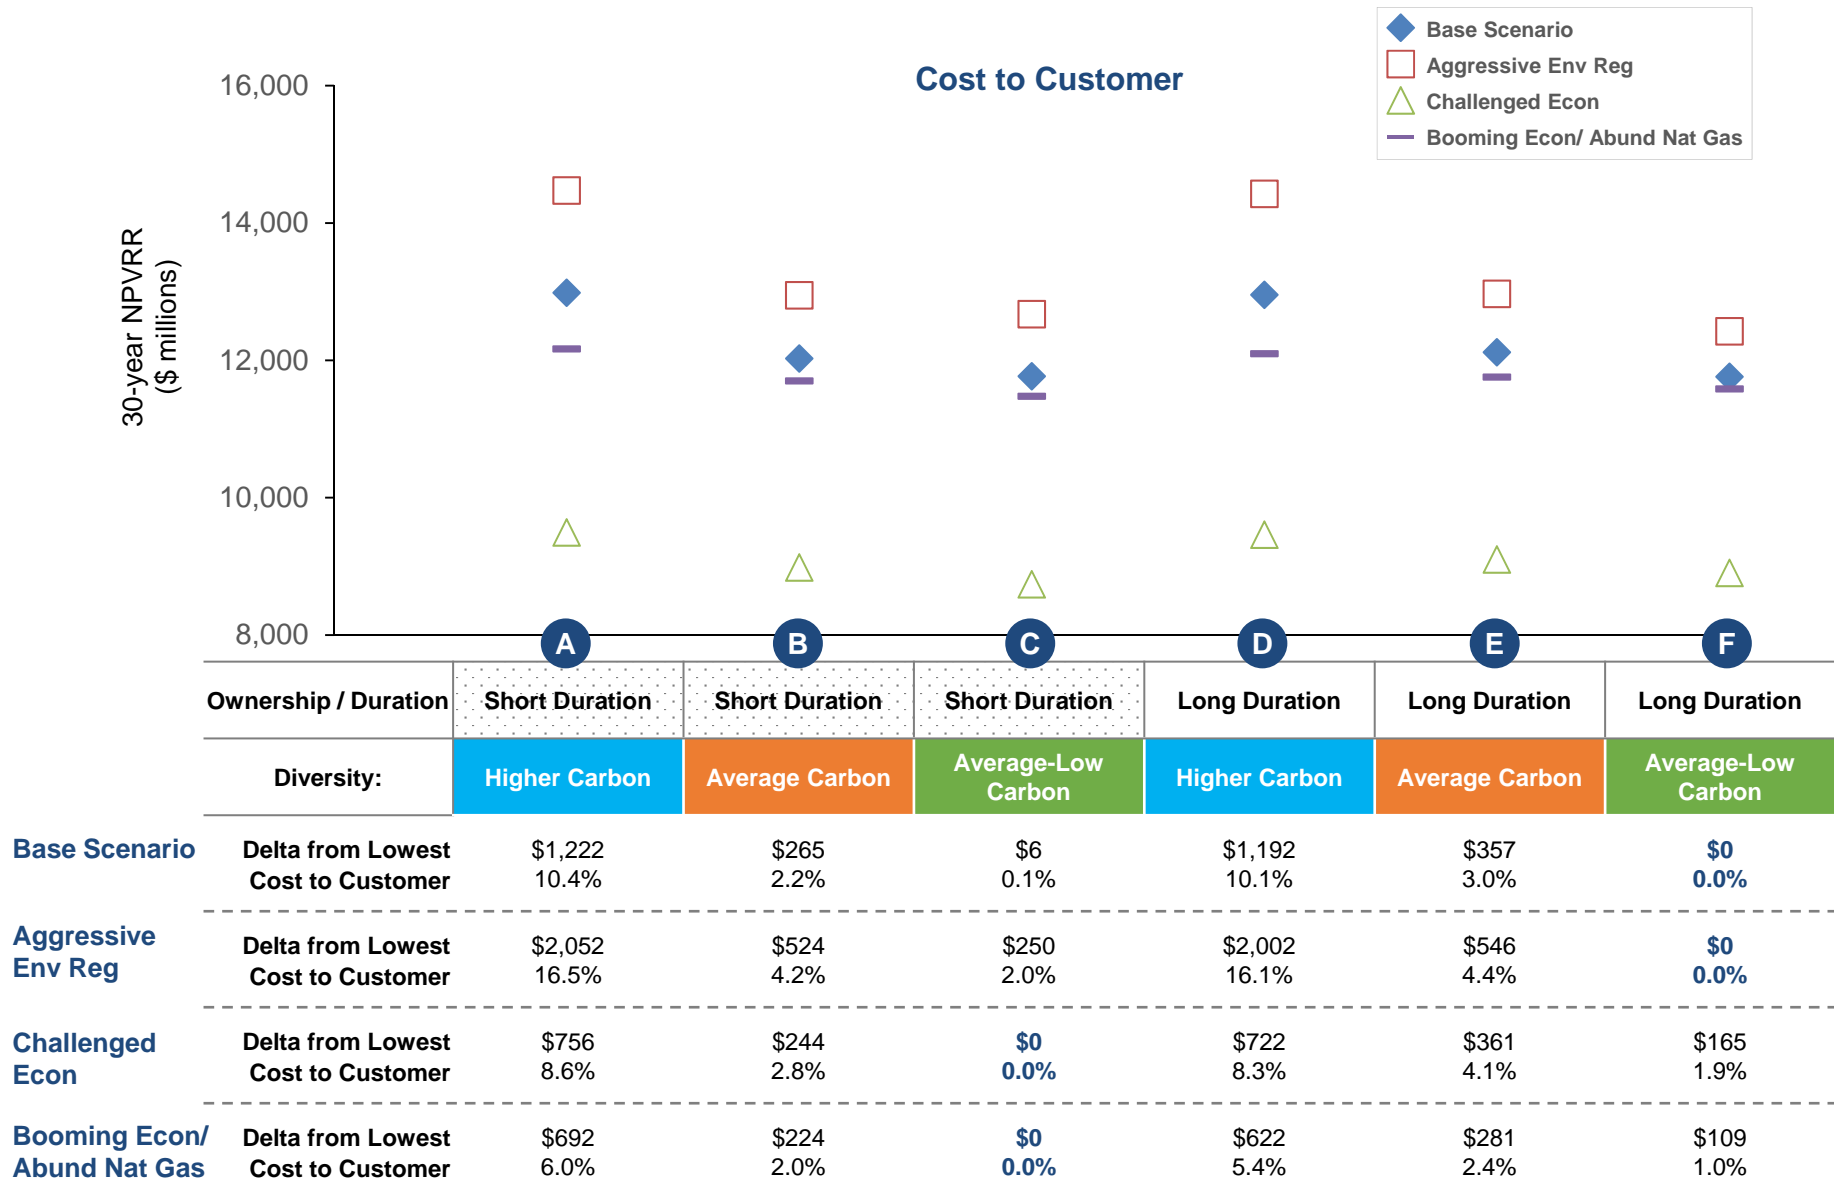 Cost to Customer
Base Scenario
Aggressive Env Reg
Challenged Econ
Booming Econ/ Abund Nat Gas
30-year NPVRR
($ millions)
16,000
14,000
12,000
10,000
8,000
A B C D E F
Ownership / Duration Short Duration Short Duration Short Duration Long Duration Long Duration Long Duration
Diversity: Higher Carbon Average Carbon Average-Low Carbon Higher Carbon Average Carbon Average-Low Carbon
Base Scenario Delta from Lowest $1,222 $265 $6 $1,192 $357 $0
Cost to Customer 10.4% 2.2% 0.1% 10.1% 3.0% 0.0%
Aggressive
Env Reg
Delta from Lowest $2,052 $524 $250 $2,002 $546 $0
Cost to Customer 16.5% 4.2% 2.0% 16.1% 4.4% 0.0%
Challenged
Econ
Delta from Lowest $756 $244 $0 $722 $361 $165
Cost to Customer 8.6% 2.8% 0.0% 8.3% 4.1% 1.9%
Booming Econ/
Abund Nat Gas
Delta from Lowest $692 $224 $0 $622 $281 $109
Cost to Customer 6.0% 2.0% 0.0% 5.4% 2.4% 1.0%